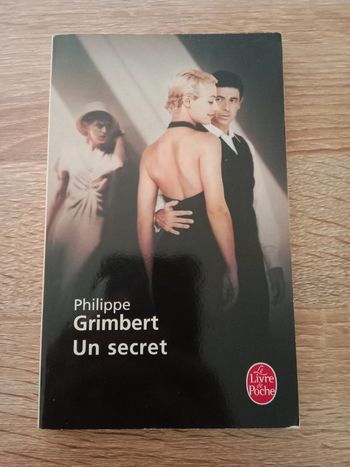 Philippe
Grimbert
Un secret
Le
Livre
de
Poche